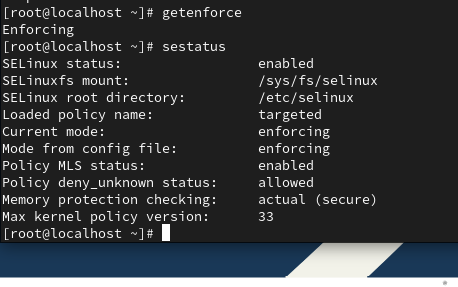 [root@localhost ~]# getenforce
Enforcing
[root@localhost ~]# sestatus
SELinux status:                 enabled
SELinuxfs mount:                /sys/fs/selinux
SELinux root directory:         /etc/selinux
Loaded policy name:             targeted
Current mode:                   enforcing
Mode from config file:          enforcing
Policy MLS status:              enabled
Policy deny_unknown status:     allowed
Memory protection checking:     actual (secure)
Max kernel policy version:      33
[root@localhost ~]#